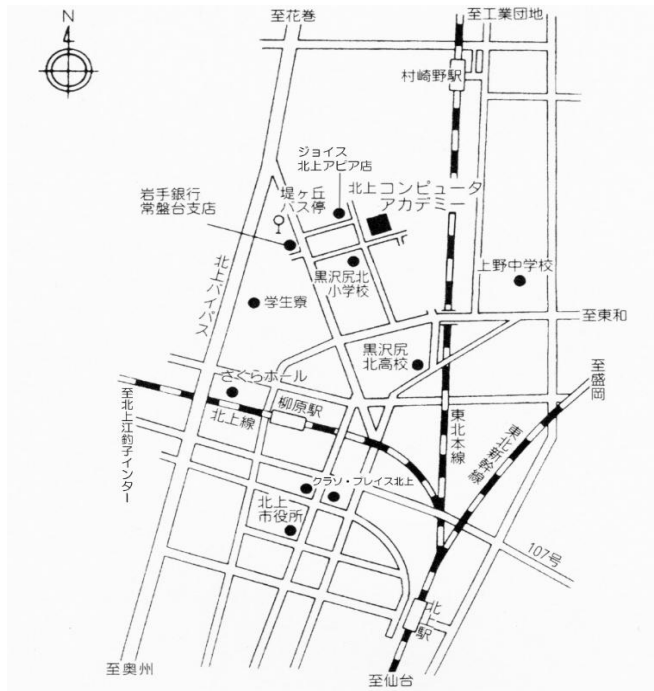 N
至花巻
至工業団地
村崎野駅
ジョイス
北上アピア店
岩手銀行
常盤台支店
堤ヶ丘
バス停
北上コンピュータ
アカデミー
北上バイパス
黒沢尻北
小学校
上野中学校
学生寮
至東和
黒沢尻
北高校
至盛岡
さくらホール
柳原駅
北上線
東北本線
東北新幹線
至北上江釣子インター
クラソ・プレイス北上
北上
市役所
107号
北上駅
至奥州
至仙台